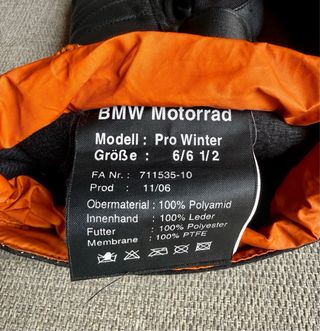 BMW Motorrad
Modell : Pro Winter
Größe : 6/6 1/2
FA Nr. : 711535-10
Prod : 11/06
Obermaterial : 100% Polyamid
Innenhand : 100% Leder
Futter : 100% Polyester
Membrane : 100% PTFE